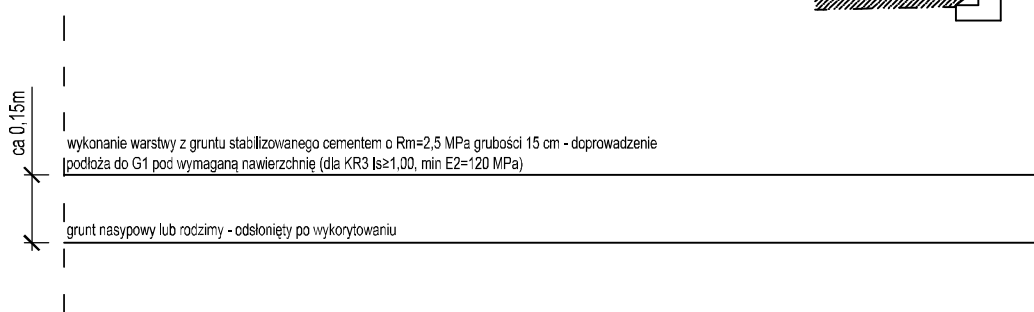 ca 0,15m
wykonanie warstwy z gruntu stabilizowanego cementem o Rm=2,5 MPa grubości 15 cm - doprowadzenie
podłoża do G1 pod wymaganą nawierzchnię (dla KR3 Is≥1,00, min E2=120 MPa)
grunt nasypowy lub rodzimy - odsłonięty po wykorytowaniu